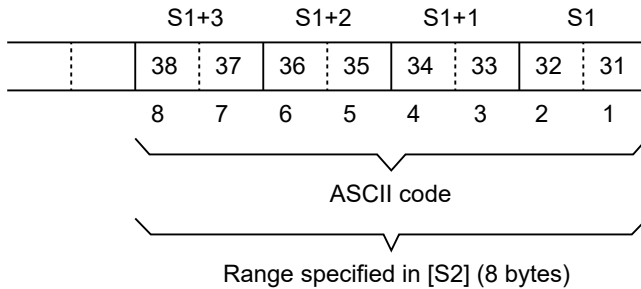 S1+3 S1+2 S1+1 S1
38 37 36 35 34 33 32 31
8 7 6 5 4 3 2 1
ASCII code
Range specified in [S2] (8 bytes)